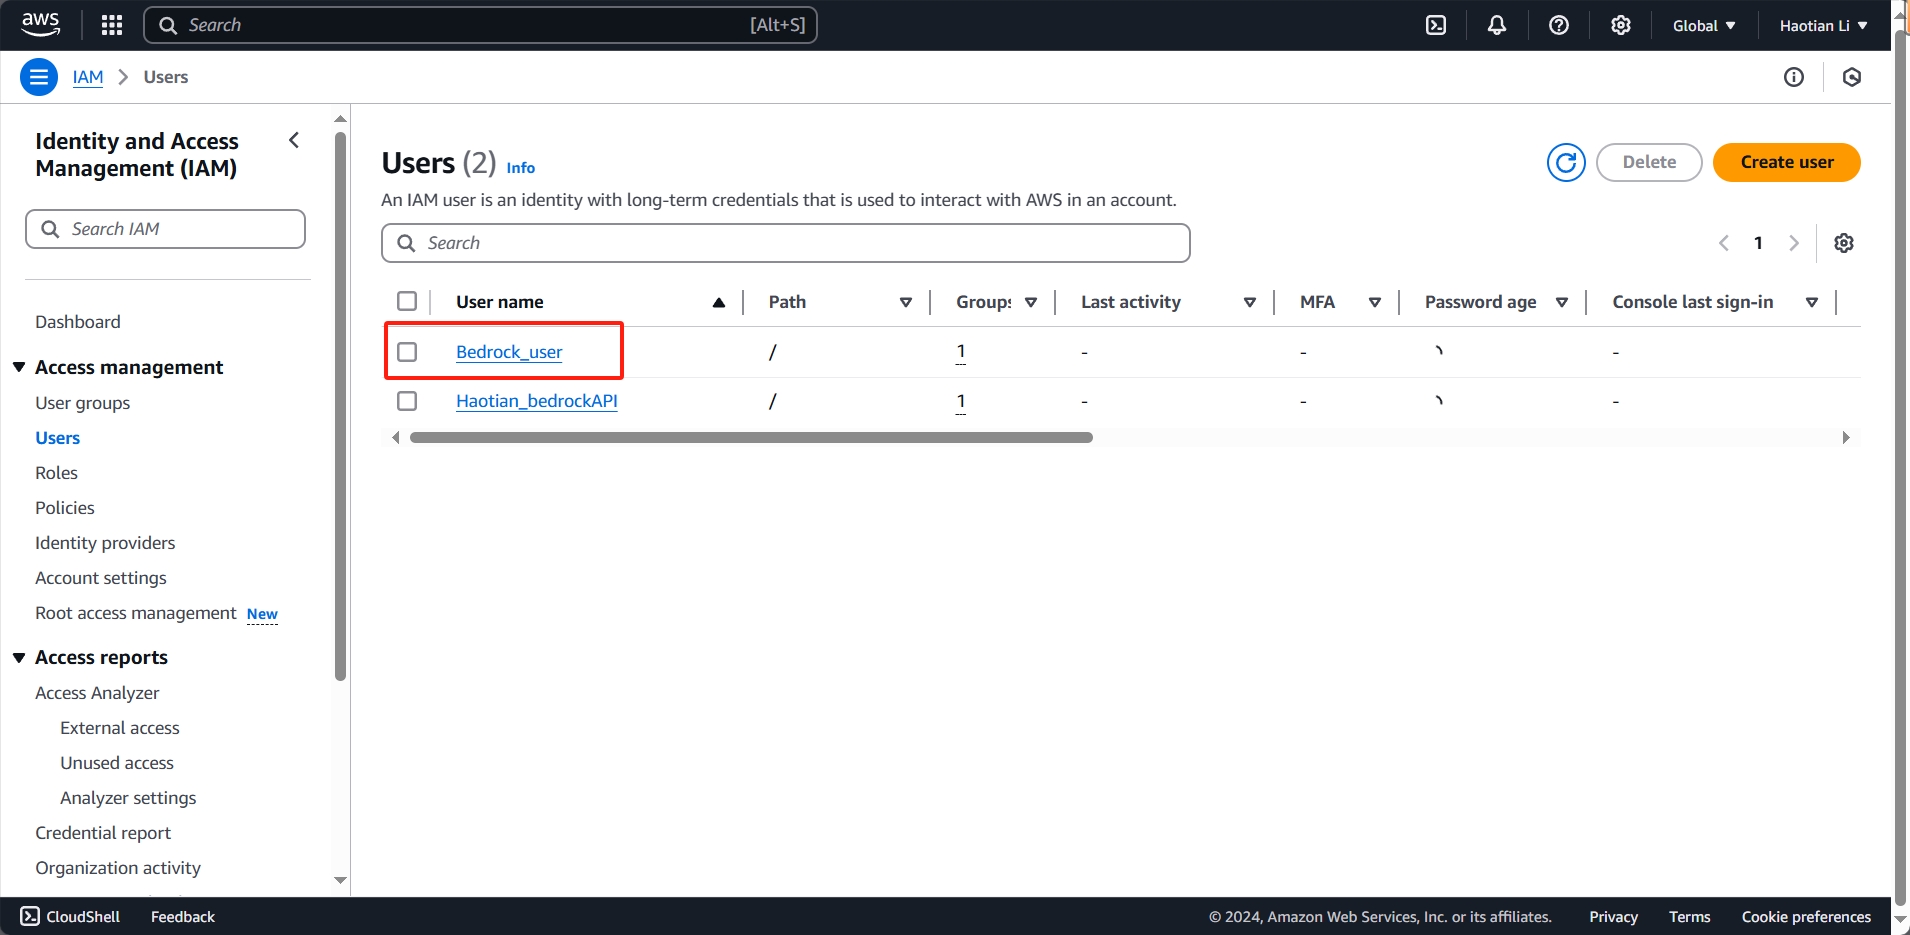 aws
Search [Alt+S]
Global
Haotian Li
IAM
Users
Identity and Access
Management (IAM)
Search IAM
Dashboard
Access management
User groups
Users
Roles
Policies
Identity providers
Account settings
Root access management New
Access reports
Access Analyzer
External access
Unused access
Analyzer settings
Credential report
Organization activity
Users (2) Info
Delete
Create user
An IAM user is an identity with long-term credentials that is used to interact with AWS in an account.
Search
1
User name Path Groups Last activity MFA Password age Console last sign-in
Bedrock_user / 1 - - -
Haotian_bedrockAPI / 1 - - -
CloudShell Feedback © 2024, Amazon Web Services, Inc. or its affiliates. Privacy Terms Cookie preferences